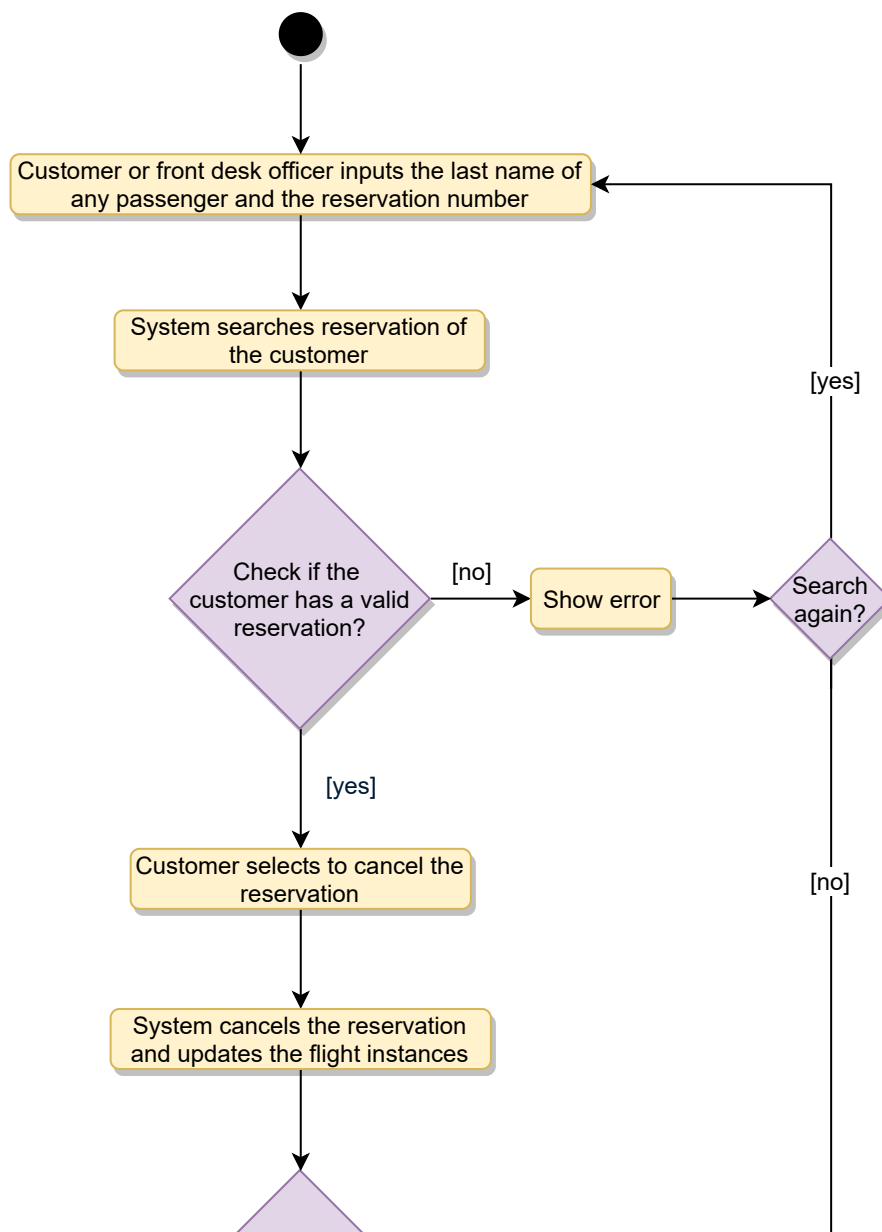 Customer or front desk officer inputs the last name of
any passenger and the reservation number
System searches reservation of
the customer
[yes]
Check if the
customer has a valid
reservation?
[no]
Show error
Search
again?
[yes]
Customer selects to cancel the
reservation
[no]
System cancels the reservation
and updates the flight instances